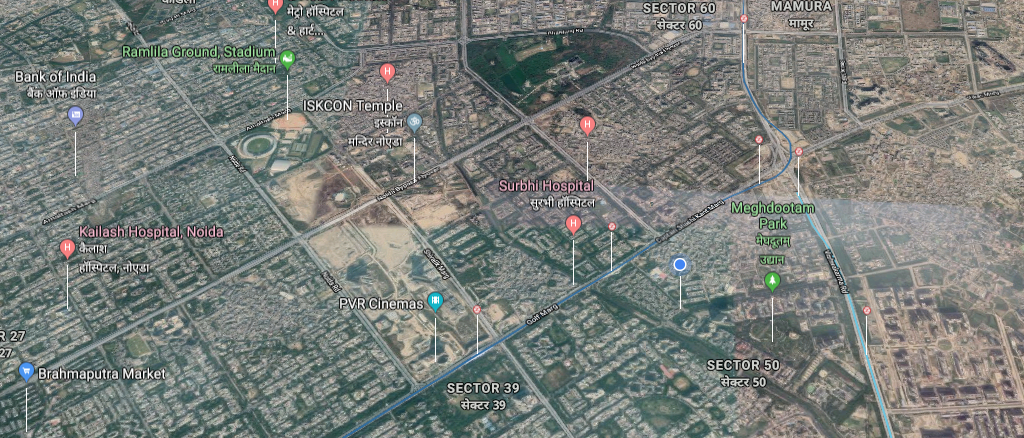 SECTOR 60
सेक्टर 60
MAMURA
मामूर
मेट्रो हॉस्पिटल
& हार्ट...
Ramlila Ground, Stadium
रामलीला मैदान
Bank of India
बैंक ऑफ इंडिया
ISKCON Temple
इस्कॉन
मन्दिर नोएडा
Surbhi Hospital
सुरभी हॉस्पिटल
Meghdootam
Park
मेघदूतम्
उद्यान
Kailash Hospital, Noida
कैलाश
हॉस्पिटल, नोएडा
PVR Cinemas
Golf Marg
R 27
27
Brahmaputra Market
SECTOR 39
सेक्टर 39
SECTOR 50
सेक्टर 50